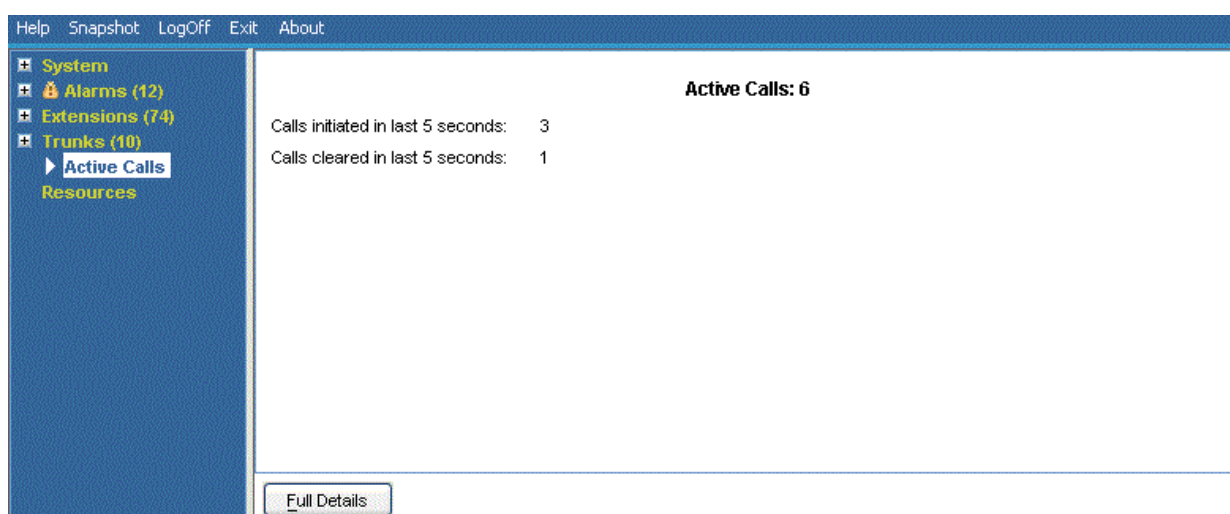 Help Snapshot LogOff Exit About
System
Alarms (12)
Extensions (74)
Trunks (10)
Active Calls
Resources
Active Calls: 6
Calls initiated in last 5 seconds: 3
Calls cleared in last 5 seconds: 1
Full Details